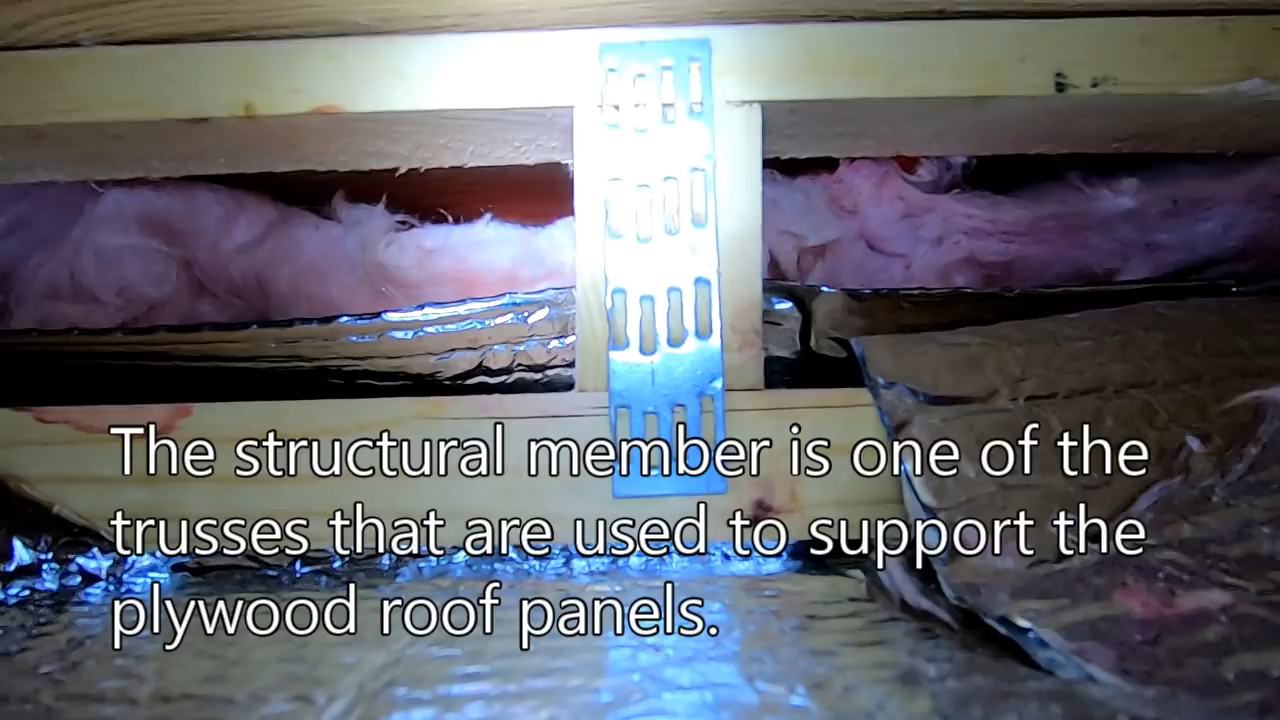 The structural member is one of the
trusses that are used to support the
plywood roof panels.